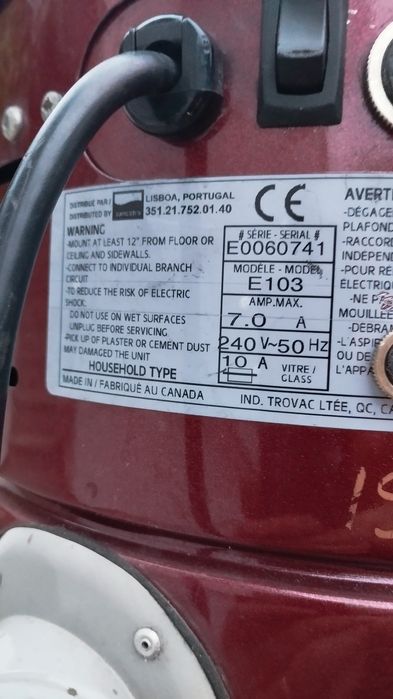 DISTRIBUÉ PAR /
DISTRIBUTED BY
LISBOA, PORTUGAL
351.21.752.01.40
CE
WARNING
-MOUNT AT LEAST 12" FROM FLOOR OR
CEILING AND SIDEWALLS.
-CONNECT TO INDIVIDUAL BRANCH
CIRCUIT
-TO REDUCE THE RISK OF ELECTRIC
SHOCK:
DO NOT USE ON WET SURFACES
UNPLUG BEFORE SERVICING
-PICK UP OF PLASTER OR CEMENT DUST
MAY DAMAGED THE UNIT
HOUSEHOLD TYPE
MADE IN / FABRIQUÉ AU CANADA
# SÉRIE - SERIAL #
E0060741
MODÈLE - MODEL
E103
AMP.MAX.
7.0 A
240 V~50 Hz
10 A
VITRE /
GLASS
IND. TROVAC LTÉE, QC, CA
AVERTI
-DÉGAGE
PLAFOND
-RACCORD
INDÉPEN
-POUR RÉ
ÉLECTRIQ
-NE P
MOUILLÉE
-DÉBRAN
-L'ASPI
OU DE
L'APPA